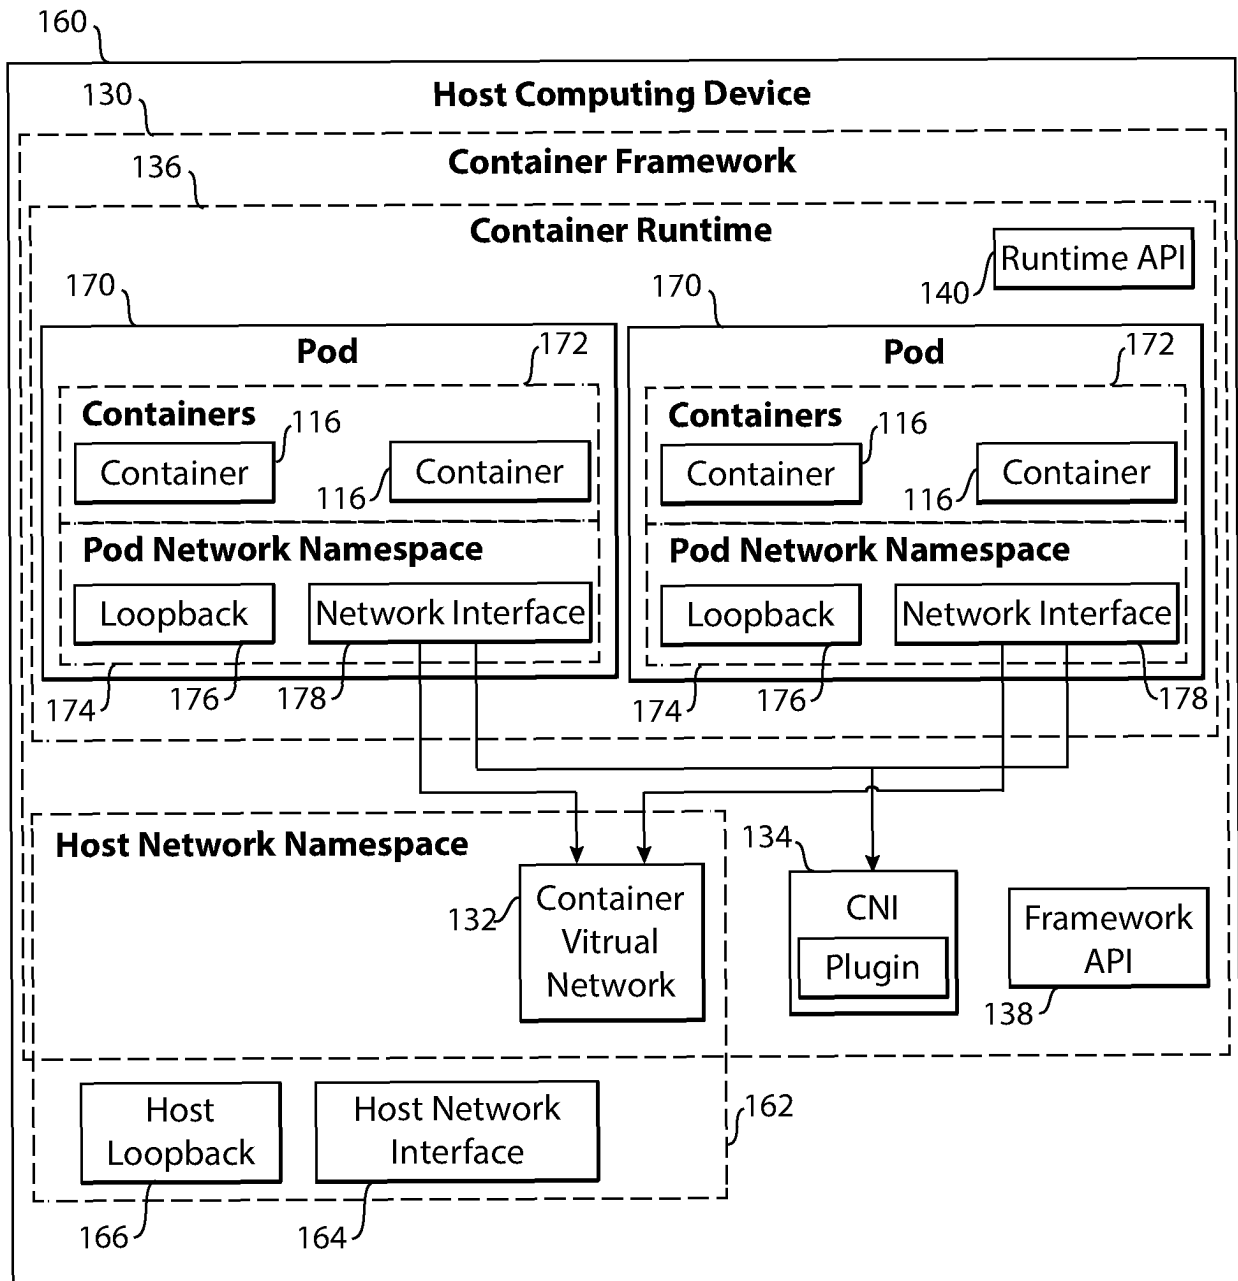 160
Host Computing Device
130
Container Framework
136
Container Runtime
Runtime API
140
170
170
Pod
172
Pod
172
Containers
116
Containers
116
Container
Container
116
Container
Container
116
Pod Network Namespace
Pod Network Namespace
Loopback
Network Interface
Loopback
Network Interface
174
176
178
174
176
178
Host Network Namespace
134
132
Container
Vitrual
Network
CNI
Plugin
Framework
API
138
Host
Loopback
Host Network
Interface
162
166
164